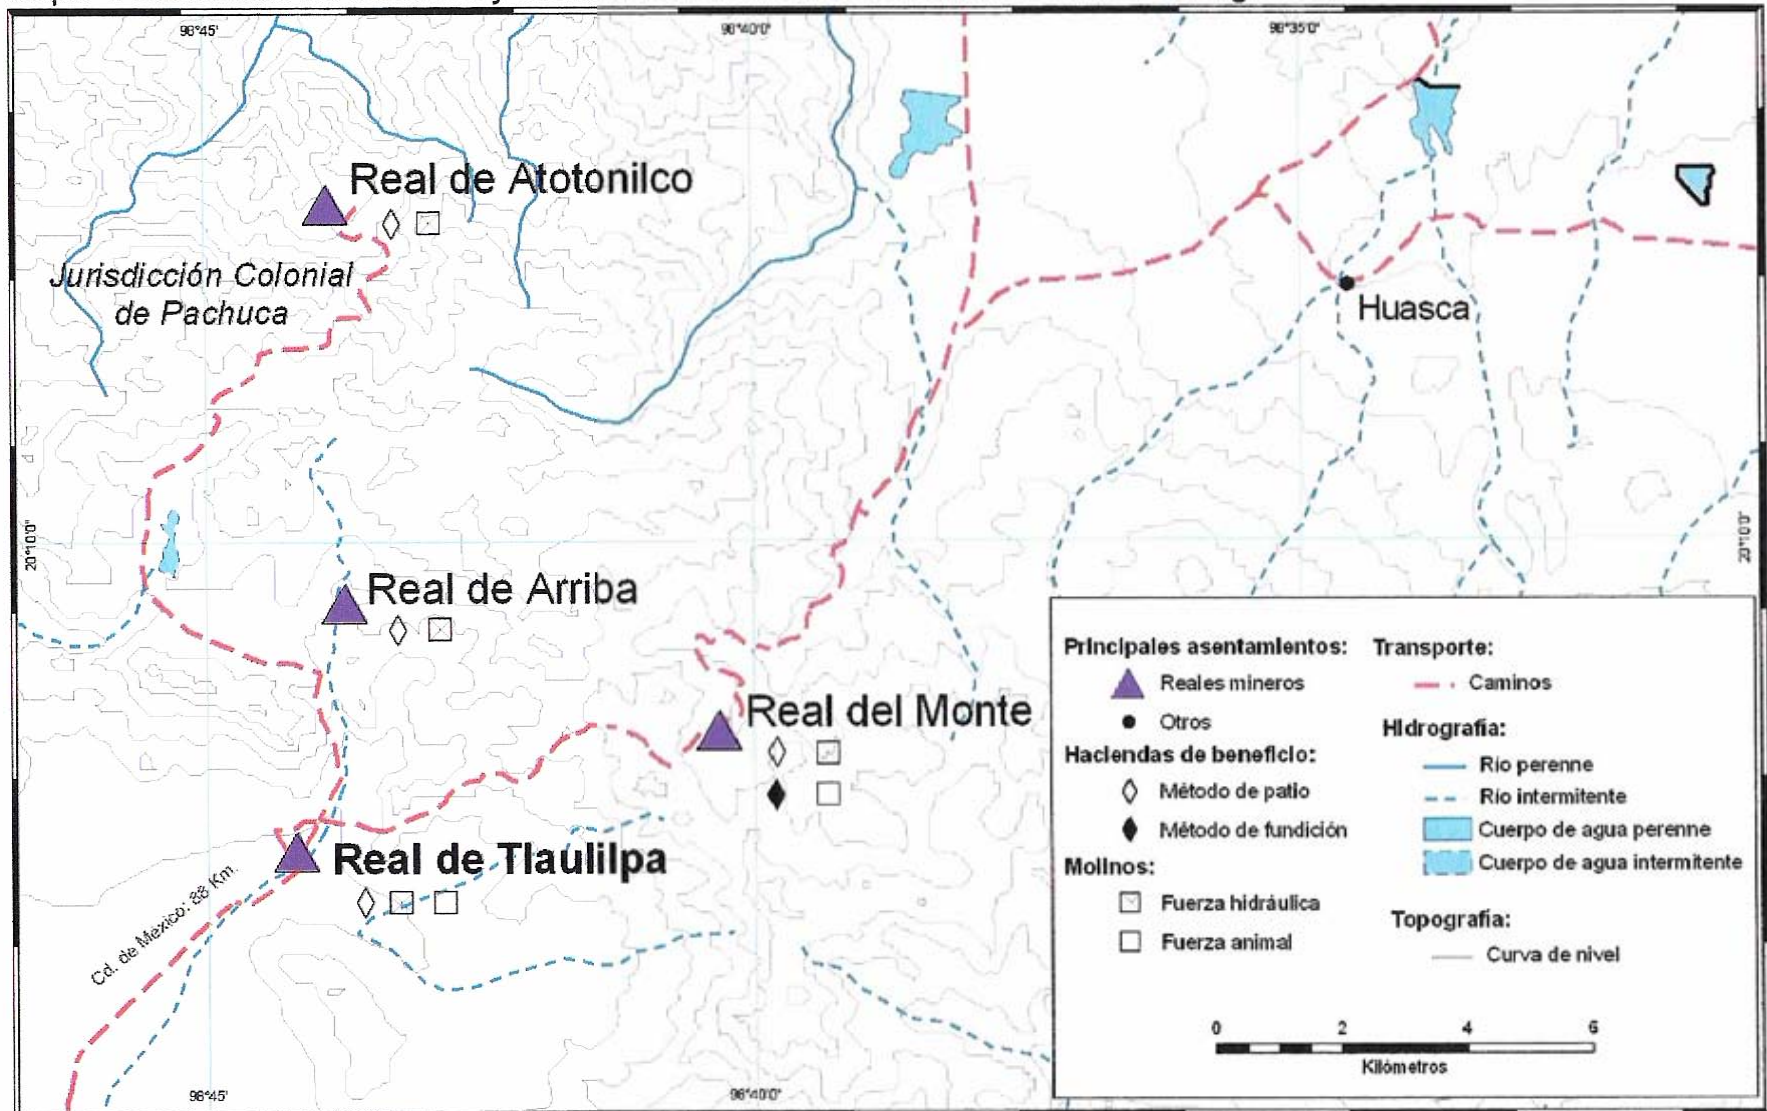 98°45'
98°40'0"
98°35'0"
Real de Atotonilco
Jurisdicción Colonial
de Pachuca
Huasca
20°10'0"
20°10'0"
Real de Arriba
Real del Monte
Real de Tlaulilpa
Cd. de México: 88 Km.
98°45'
98°40'0"
Principales asentamientos:
Reales mineros
Otros
Haciendas de beneficio:
Método de patio
Método de fundición
Molinos:
Fuerza hidráulica
Fuerza animal
Transporte:
Caminos
Hidrografía:
Río perenne
Río intermitente
Cuerpo de agua perenne
Cuerpo de agua intermitente
Topografía:
Curva de nivel
0 2 4 6
Kilómetros